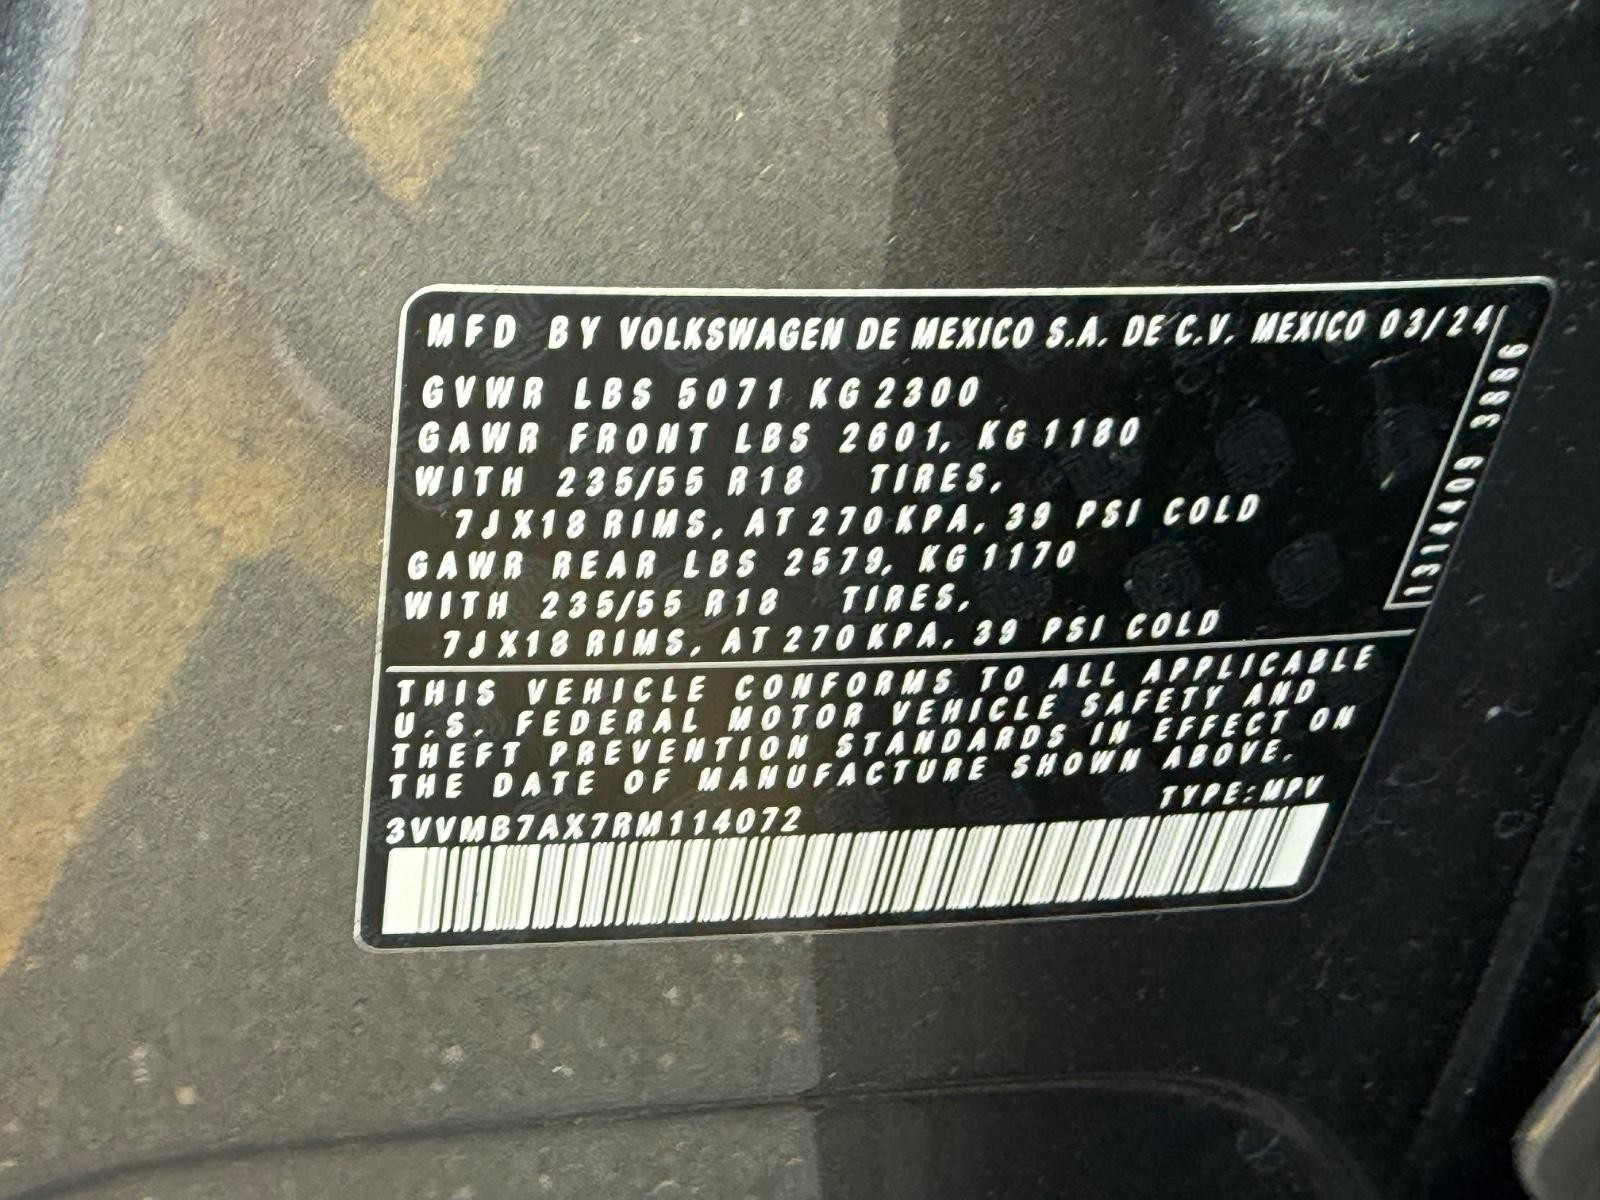 MFD BY VOLKSWAGEN DE MEXICO S.A. DE C.V. MEXICO 03/24
GVWR LBS 5071 KG 2300
GAWR FRONT LBS 2601, KG 1180
WITH 235/55 R18 TIRES,
7JX18 RIMS, AT 270 KPA, 39 PSI COLD
GAWR REAR LBS 2579, KG 1170
WITH 235/55 R18 TIRES,
7JX18 RIMS, AT 270 KPA, 39 PSI COLD
1314409 3886
THIS VEHICLE CONFORMS TO ALL APPLICABLE
U.S. FEDERAL MOTOR VEHICLE SAFETY AND
THEFT PREVENTION STANDARDS IN EFFECT ON
THE DATE OF MANUFACTURE SHOWN ABOVE.
TYPE:MPV
3VVMB7AX7RM114072